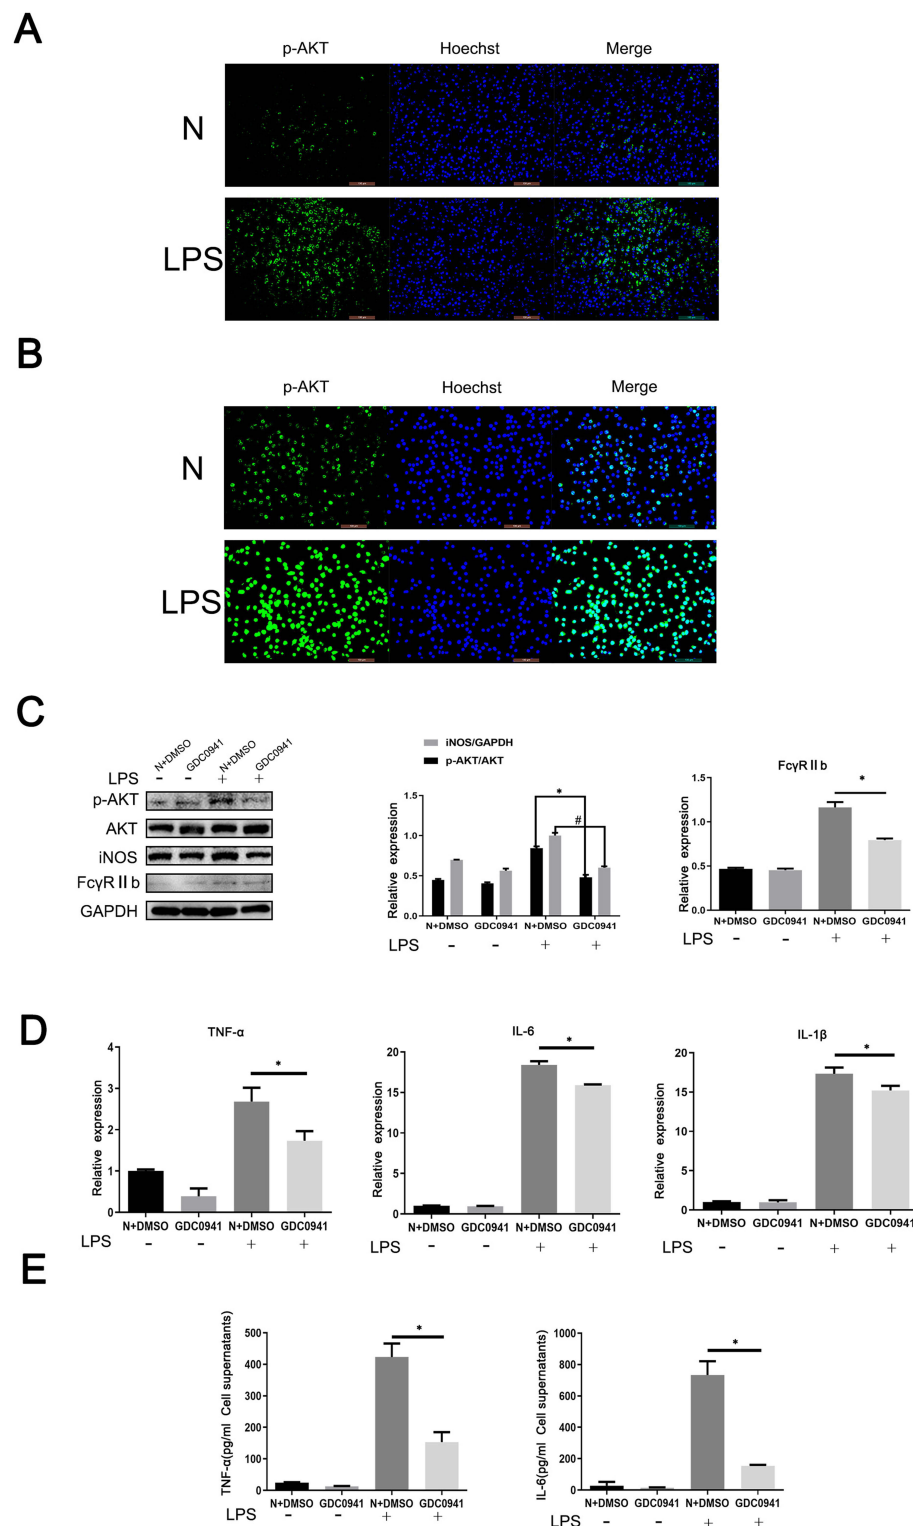 A
p-AKT Hoechst Merge
N
LPS
B
p-AKT Hoechst Merge
N
LPS
C
N+DMSO GDC0941 N+DMSO GDC0941
LPS - - + +
p-AKT
AKT
iNOS
FcγRⅡb
GAPDH
iNOS/GAPDH
p-AKT/AKT
Relative expression
1.5
1.0
0.5
0.0
*
#
N+DMSO GDC0941 N+DMSO GDC0941
LPS - - + +
FcγRⅡb
Relative expression
1.5
1.0
0.5
0.0
*
N+DMSO GDC0941 N+DMSO GDC0941
LPS - - + +
D
TNF-α
Relative expression
4
3
2
1
0
*
N+DMSO GDC0941 N+DMSO GDC0941
LPS - - + +
IL-6
Relative expression
20
15
10
5
0
*
N+DMSO GDC0941 N+DMSO GDC0941
LPS - - + +
IL-1β
Relative expression
20
15
10
5
0
*
N+DMSO GDC0941 N+DMSO GDC0941
LPS - - + +
E
TNF-α(pg/ml Cell supernatants)
500
400
300
200
100
0
*
N+DMSO GDC0941 N+DMSO GDC0941
LPS - - + +
IL-6(pg/ml Cell supernatants)
1000
800
600
400
200
0
*
N+DMSO GDC0941 N+DMSO GDC0941
LPS - - + +